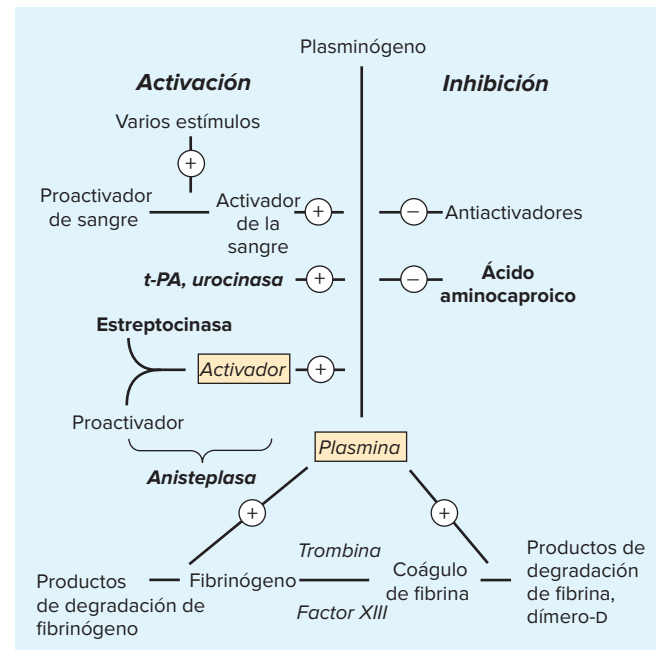 Plasminógeno
Activación
Inhibición
Varios estímulos
+
Proactivador
de sangre
Activador
de la
sangre
+
−
Antiactivadores
t-PA, urocinasa
+
−
Ácido
aminocaproico
Estreptocinasa
Activador
+
Proactivador
Anisteplasa
Plasmina
+
+
Productos
de degradación de
fibrinógeno
Fibrinógeno
Trombina
Factor XIII
Coágulo
de fibrina
Productos de
degradación
de fibrina,
dímero-D